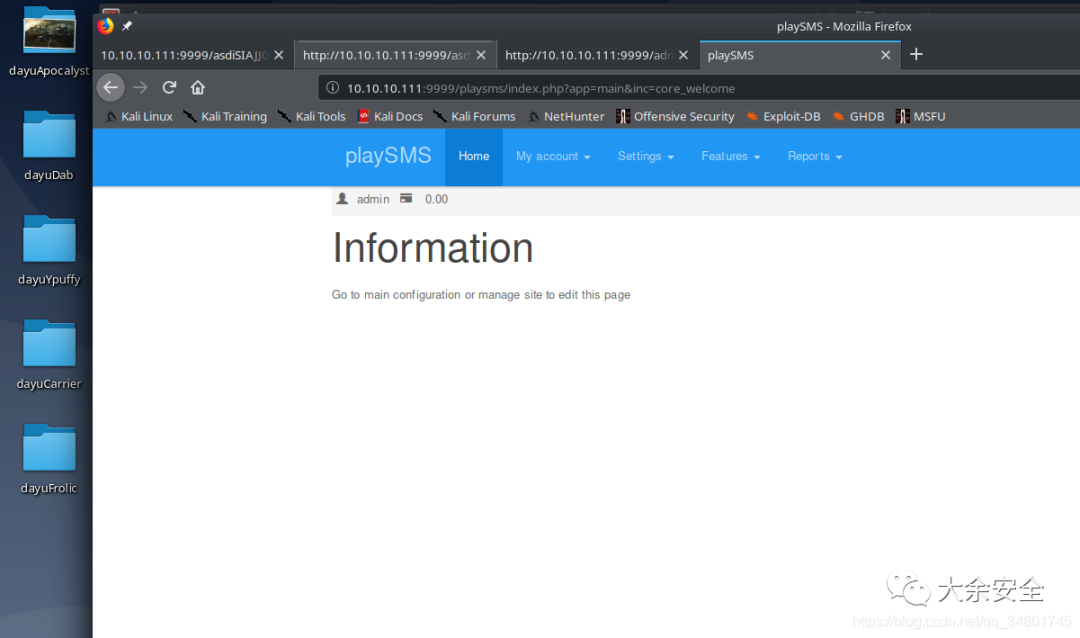 dayuApocalyst
dayuDab
dayuYpuffy
dayuCarrier
dayuFrolic
playSMS - Mozilla Firefox
10.10.10.111:9999/asdiSIAJJ
http://10.10.10.111:9999/asd
http://10.10.10.111:9999/adr
playSMS
10.10.10.111:9999/playsms/index.php?app=main&inc=core_welcome
Kali Linux Kali Training Kali Tools Kali Docs Kali Forums NetHunter Offensive Security Exploit-DB GHDB MSFU
playSMS Home My account Settings Features Reports
admin 0.00
Information
Go to main configuration or manage site to edit this page
大余安全
https://blog.csdn.net/qq_34801745